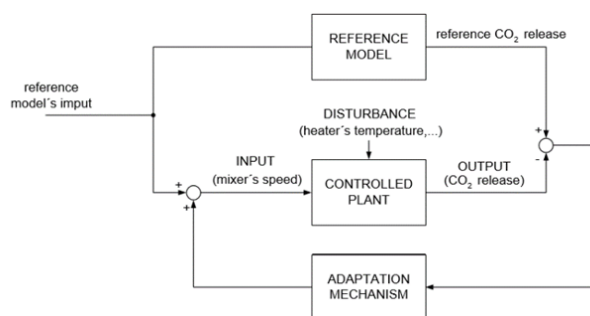 REFERENCE
MODEL
reference CO₂ release
reference
model´s imput
DISTURBANCE
(heater´s temperature,...)
INPUT
(mixer´s speed)
CONTROLLED
PLANT
OUTPUT
(CO₂ release)
+
-
+
+
ADAPTATION
MECHANISM